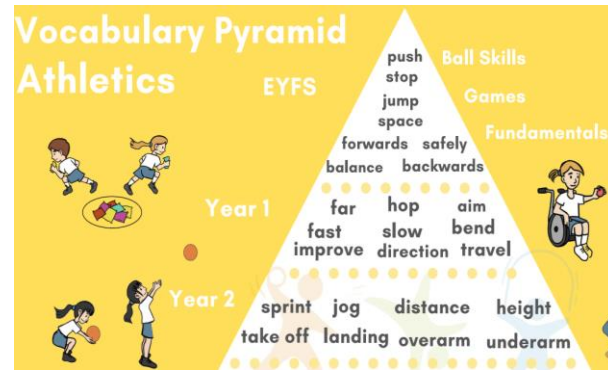 Vocabulary Pyramid
Athletics
EYFS
push
stop
jump
space
forwards safely
balance backwards
Ball Skills
Games
Fundamentals
Year 1
far hop aim
fast slow bend
improve direction travel
Year 2
sprint jog distance height
take off landing overarm underarm